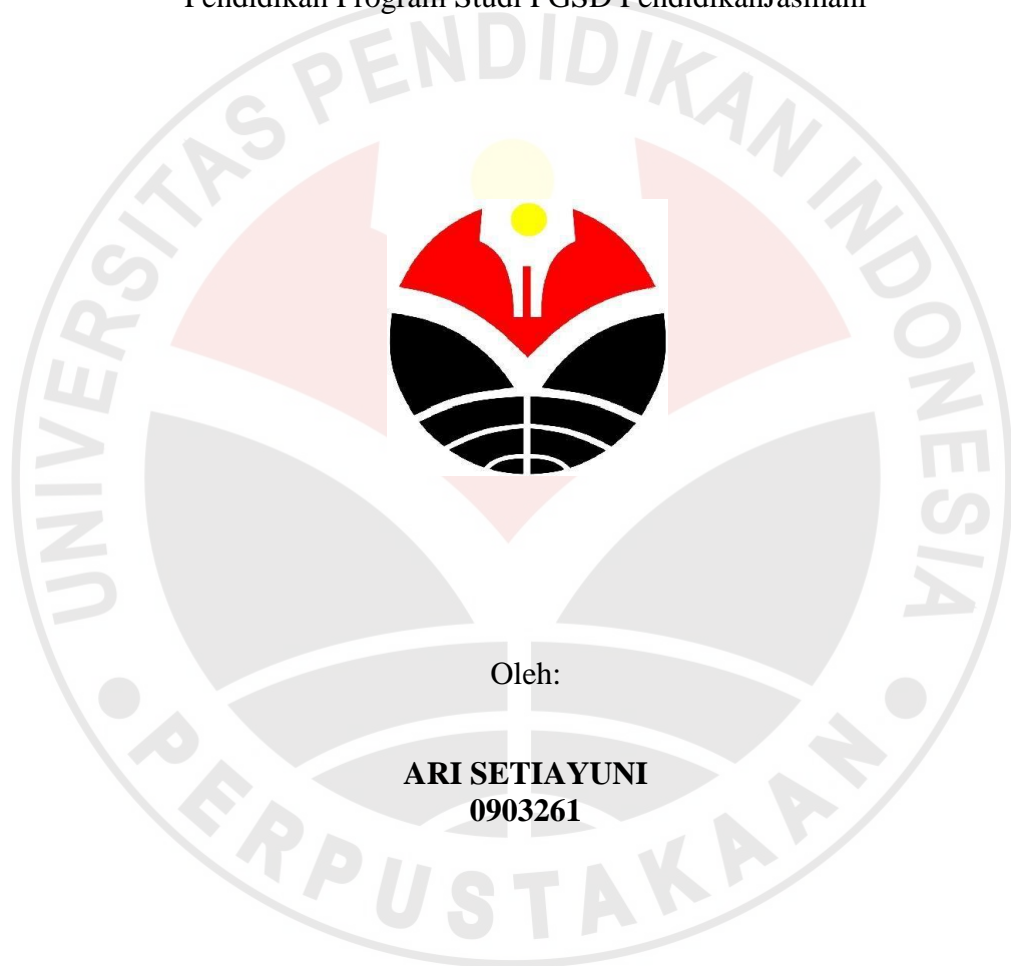 Pendidikan Program Studi PGSD PendidikanJasmani
UNIVERSITAS PENDIDIKAN INDONESIA
Oleh:
ARI SETIAYUNI
0903261
PERPUSTAKAAN